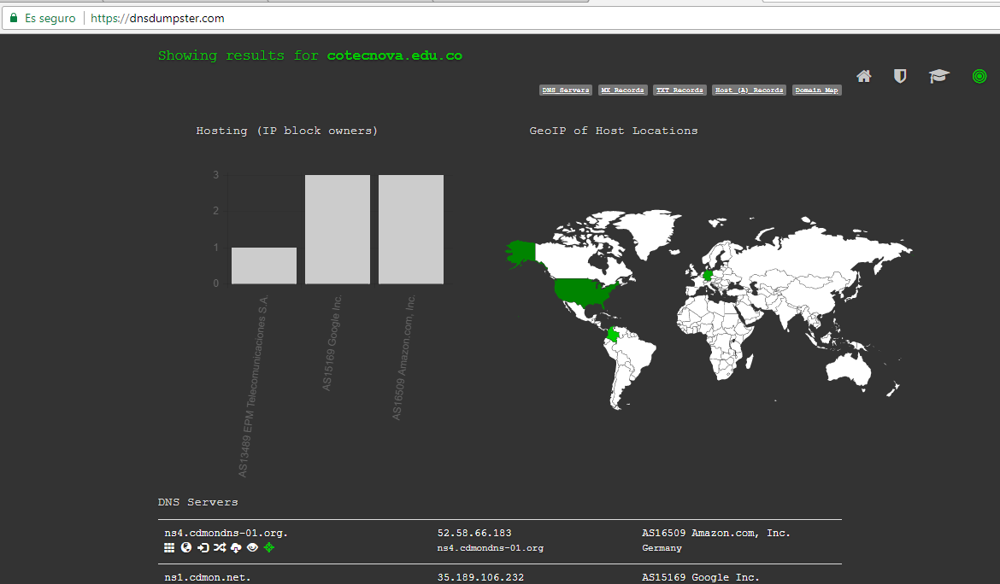 Es seguro https://dnsdumpster.com
Showing results for cotecnova.edu.co
DNS Servers MX Records TXT Records Host (A) Records Domain Map
Hosting (IP block owners)
GeoIP of Host Locations
3
2
1
0
AS13489 EPM Telecomunicaciones S.A.
AS15169 Google Inc.
AS16509 Amazon.com, Inc.
DNS Servers
ns4.cdmondns-01.org. 52.58.66.183 AS16509 Amazon.com, Inc.
ns4.cdmondns-01.org Germany
ns1.cdmon.net. 35.189.106.232 AS15169 Google Inc.